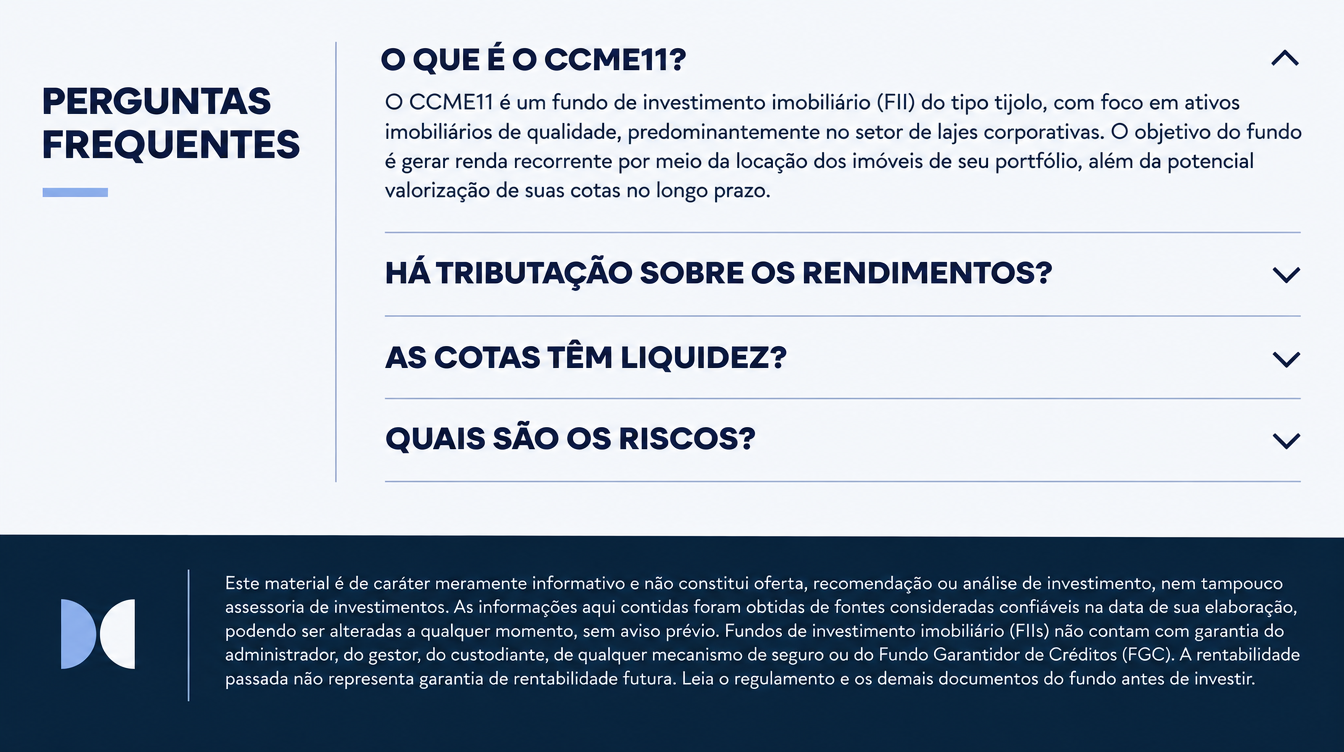 PERGUNTAS
FREQUENTES
O QUE É O CCME11?
O CCME11 é um fundo de investimento imobiliário (FII) do tipo tijolo, com foco em ativos
imobiliários de qualidade, predominantemente no setor de lajes corporativas. O objetivo do fundo
é gerar renda recorrente por meio da locação dos imóveis de seu portfólio, além da potencial
valorização de suas cotas no longo prazo.
HÁ TRIBUTAÇÃO SOBRE OS RENDIMENTOS?
AS COTAS TÊM LIQUIDEZ?
QUAIS SÃO OS RISCOS?
Este material é de caráter meramente informativo e não constitui oferta, recomendação ou análise de investimento, nem tampouco
assessoria de investimentos. As informações aqui contidas foram obtidas de fontes consideradas confiáveis na data de sua elaboração,
podendo ser alteradas a qualquer momento, sem aviso prévio. Fundos de investimento imobiliário (FIIs) não contam com garantia do
administrador, do gestor, do custodiante, de qualquer mecanismo de seguro ou do Fundo Garantidor de Créditos (FGC). A rentabilidade
passada não representa garantia de rentabilidade futura. Leia o regulamento e os demais documentos do fundo antes de investir.